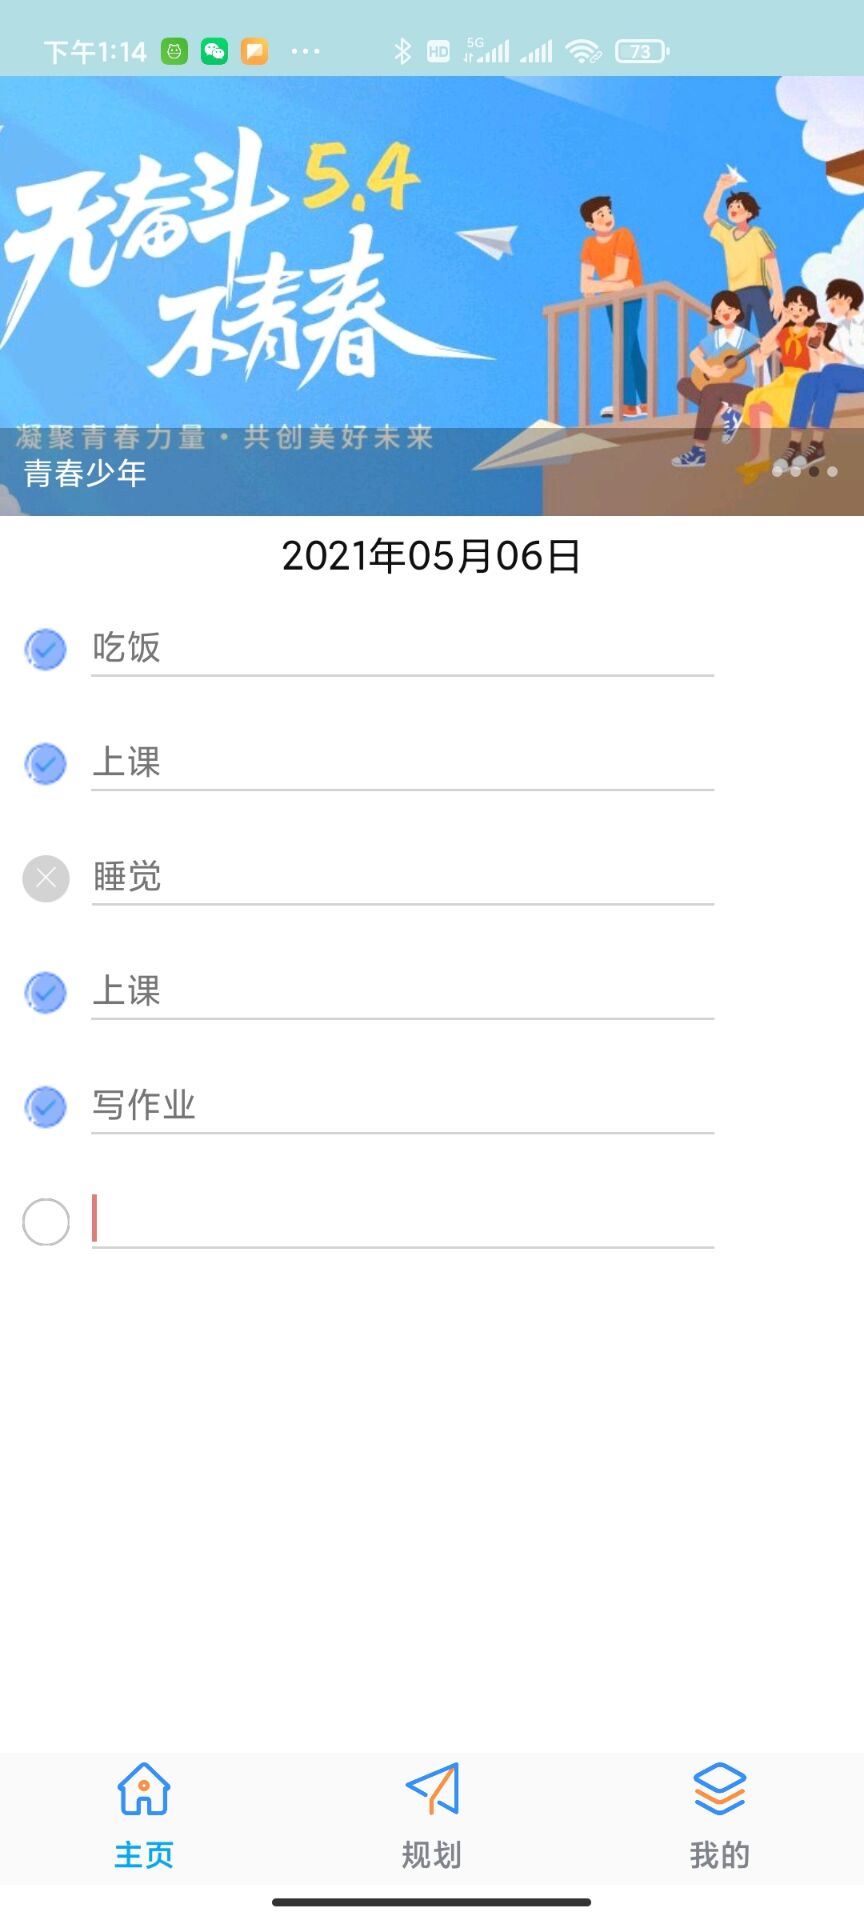 下午1:14
HD
5G
73
无奋斗
5.4
不青春
凝聚青春力量·共创美好未来
青春少年
2021年05月06日
吃饭
上课
睡觉
上课
写作业
主页
规划
我的